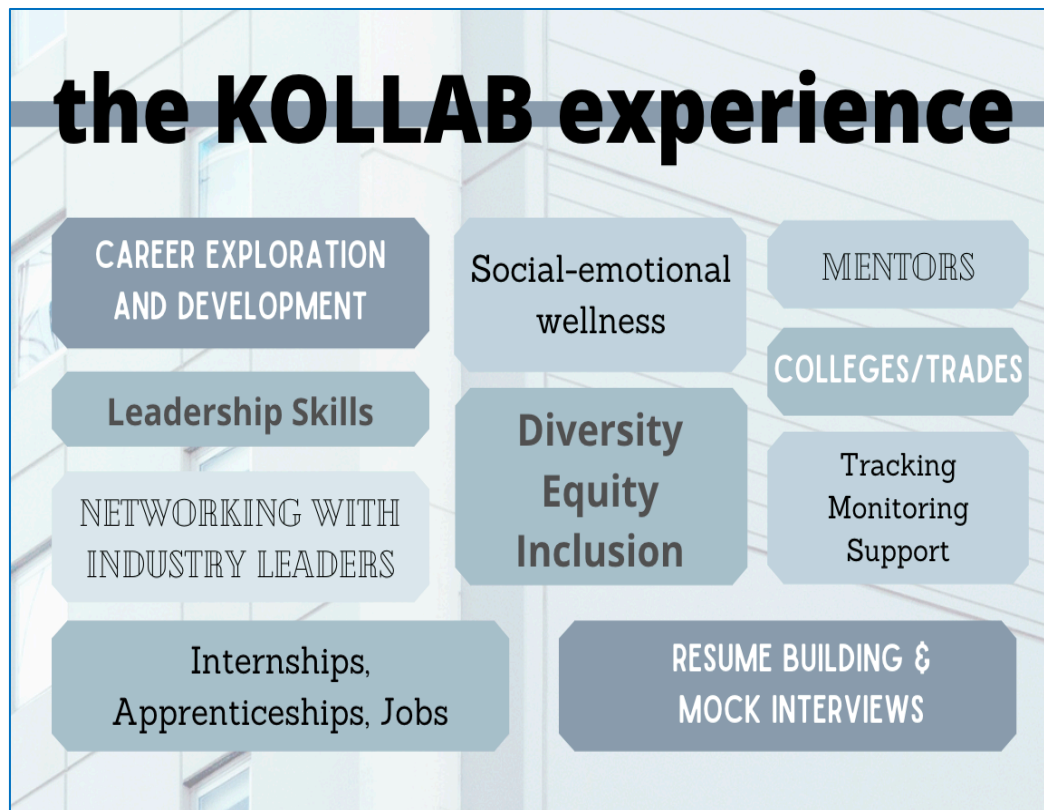 the KOLLAB experience
CAREER EXPLORATION
AND DEVELOPMENT
Social-emotional
wellness
MENTORS
COLLEGES/TRADES
Leadership Skills
Diversity
Equity
Inclusion
Tracking
Monitoring
Support
NETWORKING WITH
INDUSTRY LEADERS
Internships,
Apprenticeships, Jobs
RESUME BUILDING &
MOCK INTERVIEWS